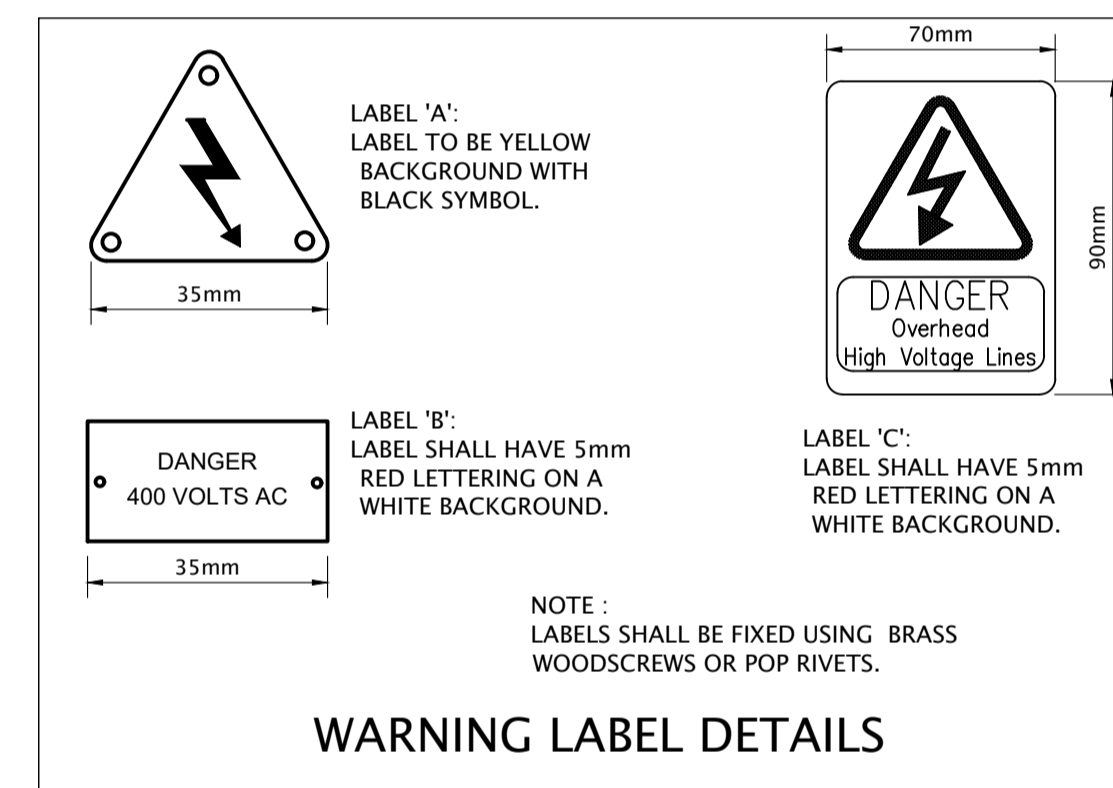 35mm
LABEL 'A':
LABEL TO BE YELLOW
BACKGROUND WITH
BLACK SYMBOL.
70mm
90mm
DANGER
Overhead
High Voltage Lines
DANGER
400 VOLTS AC
35mm
LABEL 'B':
LABEL SHALL HAVE 5mm
RED LETTERING ON A
WHITE BACKGROUND.
LABEL 'C':
LABEL SHALL HAVE 5mm
RED LETTERING ON A
WHITE BACKGROUND.
NOTE :
LABELS SHALL BE FIXED USING BRASS
WOODSCREWS OR POP RIVETS.
WARNING LABEL DETAILS